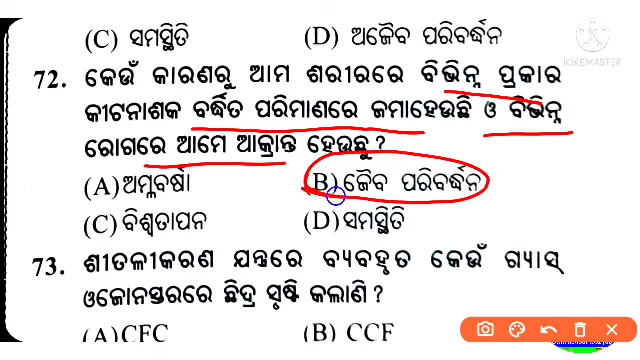 (C) ସମସ୍ଥିତି (D) ଅଜୈବ ପରିବର୍ଦ୍ଧନ
72. କେଉଁ କାରଣରୁ ଆମ ଶରୀରରେ ବିଭିନ୍ନ ପ୍ରକାର
କୀଟନାଶକ ବର୍ଦ୍ଧିତ ପରିମାଣରେ ଜମାହେଉଛି ଓ ବିଭିନ୍ନ
ରୋଗରେ ଆମେ ଆକ୍ରାନ୍ତ ହେଉଛୁ ?
(A) ଅମ୍ଳବର୍ଷା (B) ଜୈବ ପରିବର୍ଦ୍ଧନ
(C) ବିଶ୍ୱତାପନ (D) ସମସ୍ଥିତି
73. ଶୀତଳୀକରଣ ଯନ୍ତ୍ରରେ ବ୍ୟବହୃତ କେଉଁ ଗ୍ୟାସ୍
ଓଜୋନସ୍ତରରେ ଛିଦ୍ର ସୃଷ୍ଟି କଲାଣି ?
(A) CFC (B) CCF
KINEMASTER